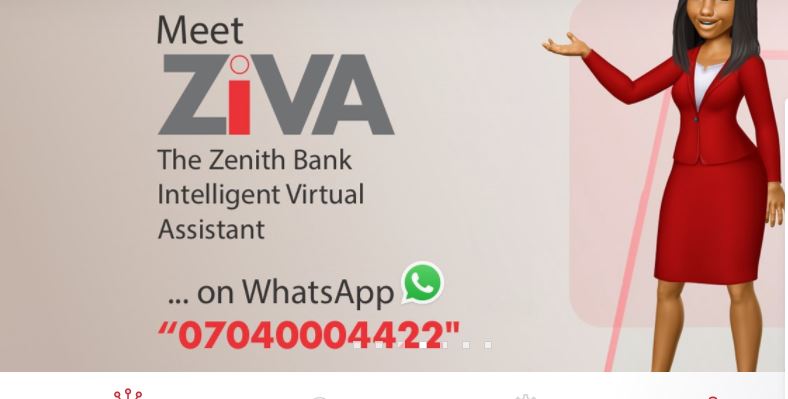 Meet
ZiVA
The Zenith Bank
Intelligent Virtual
Assistant
... on WhatsApp
“07040004422"